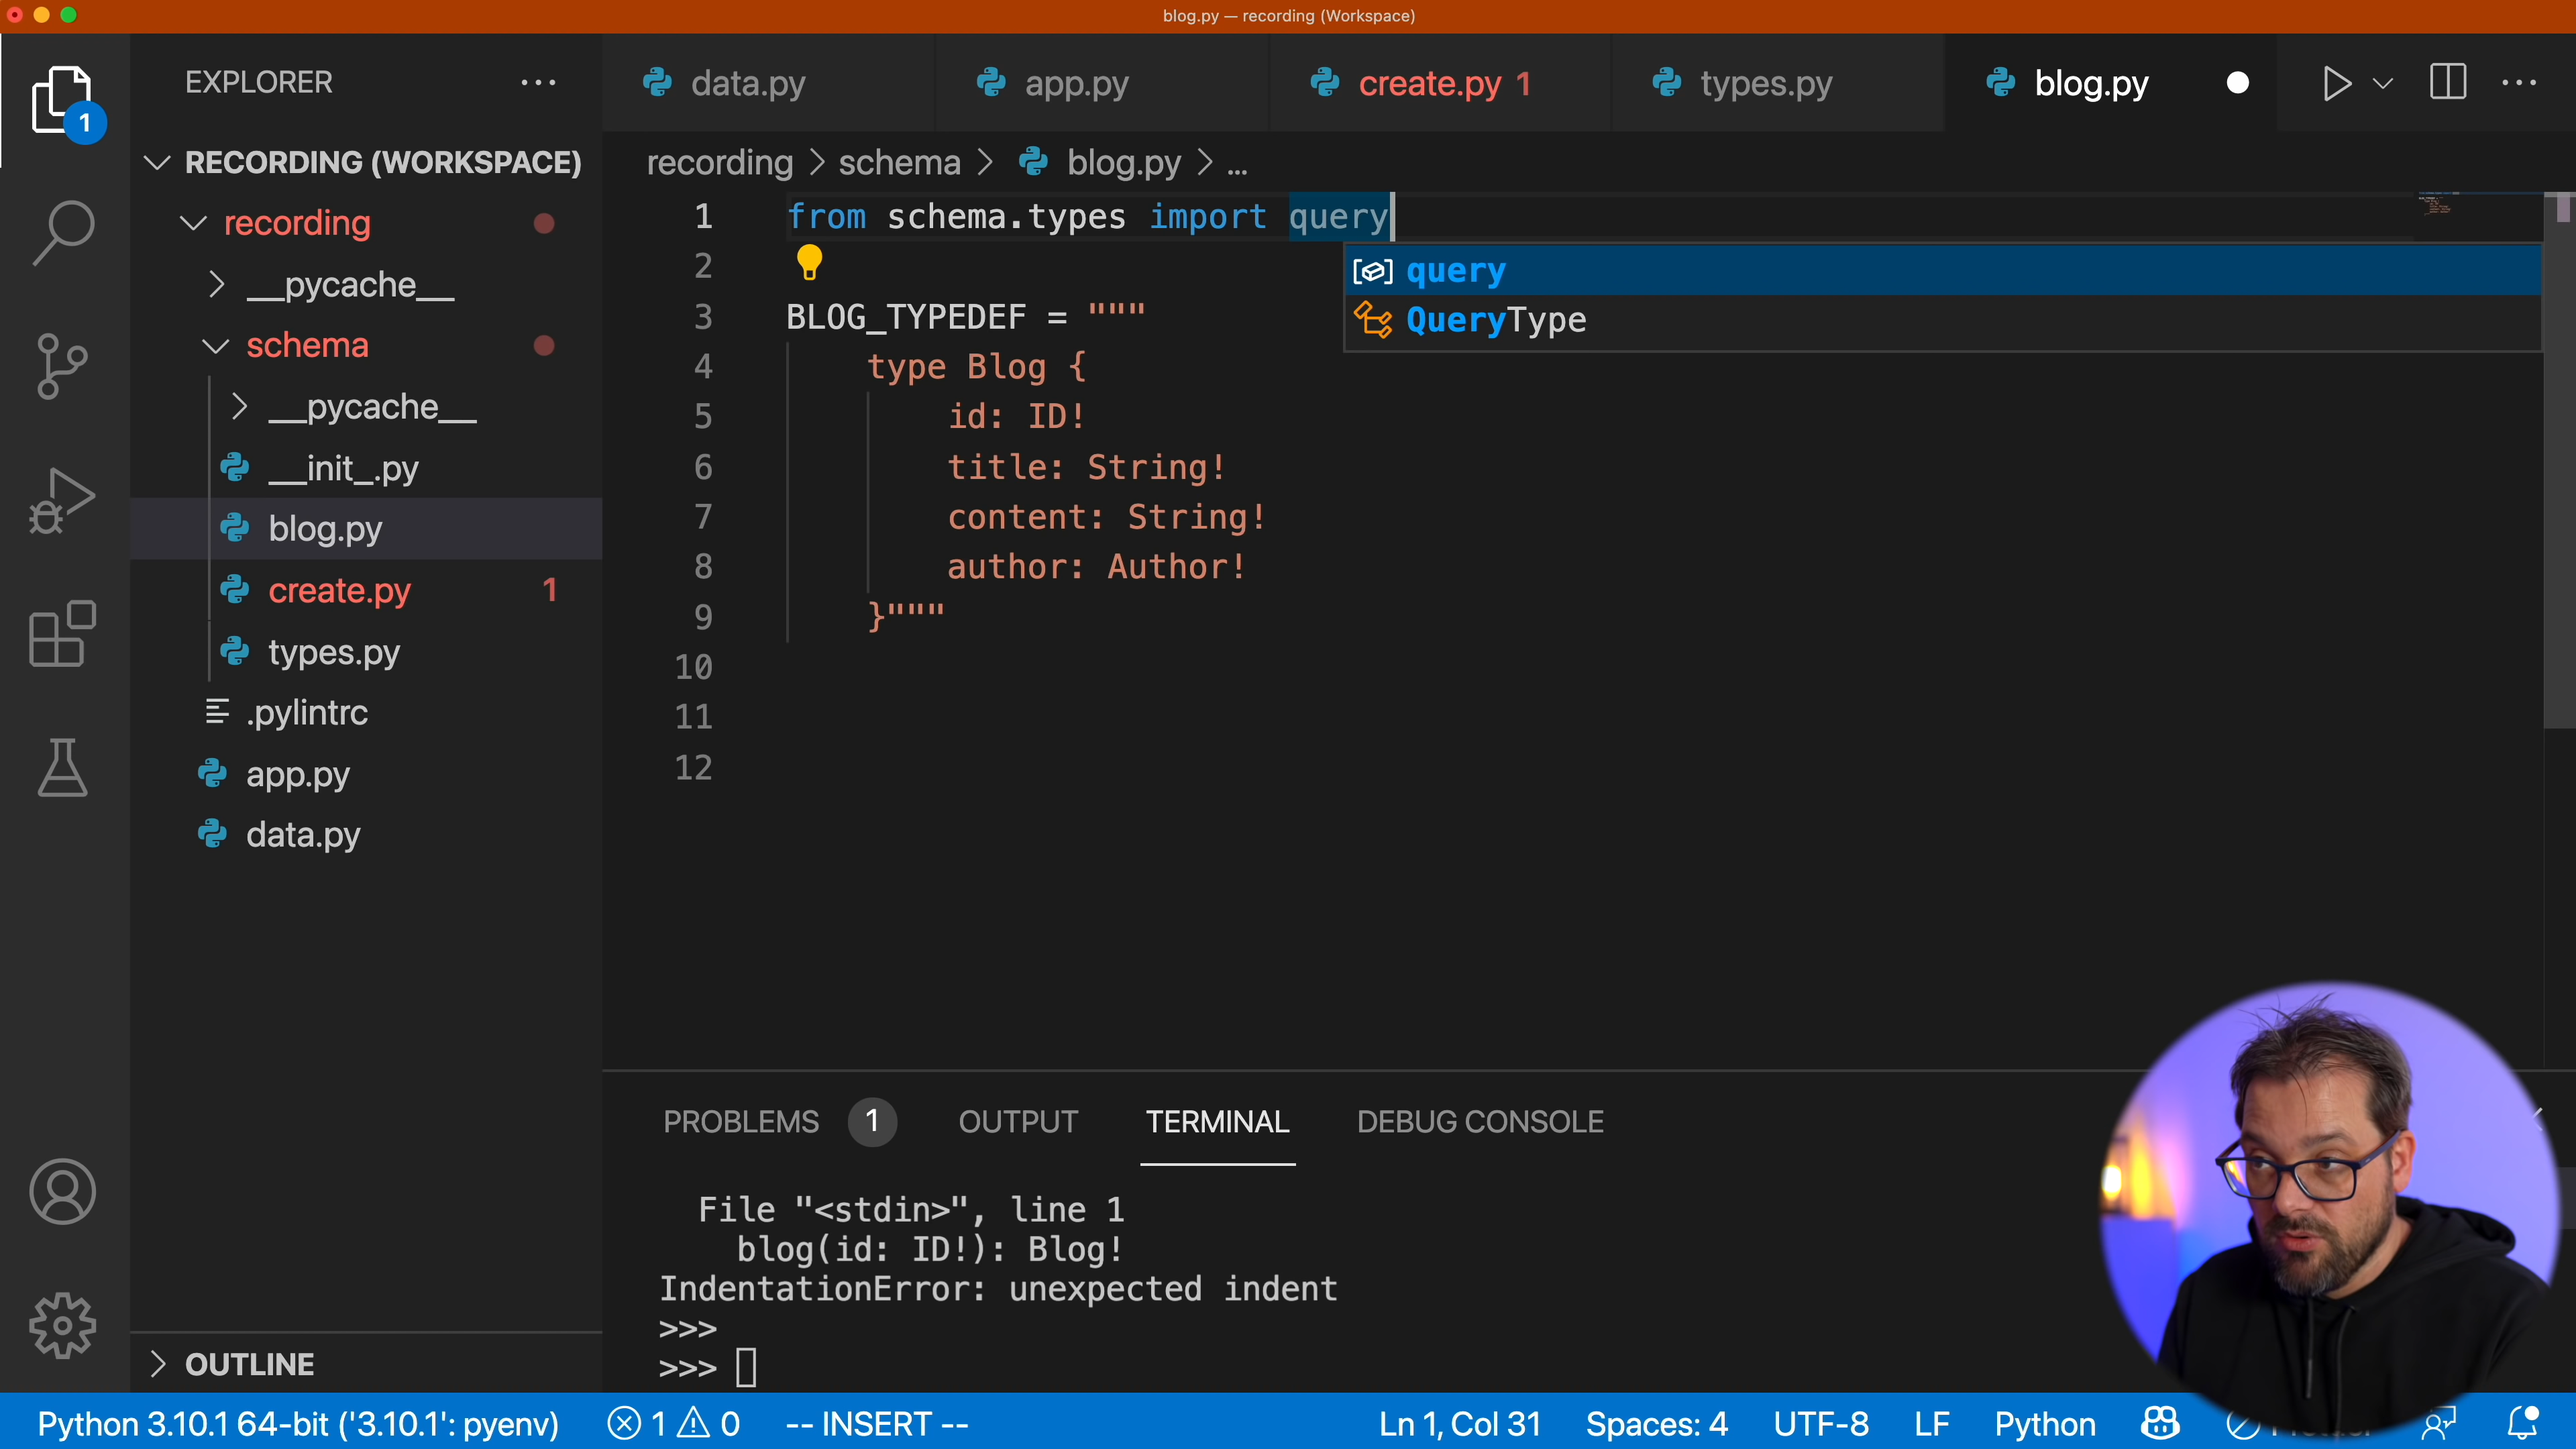 blog.py — recording (Workspace)
EXPLORER
data.py
app.py
create.py 1
types.py
blog.py
1
RECORDING (WORKSPACE)
recording
__pycache__
schema
__pycache__
__init_.py
blog.py
create.py 1
types.py
.pylintrc
app.py
data.py
OUTLINE
recording > schema > blog.py > ...
1 from schema.types import query
2
3 BLOG_TYPEDEF = """
4 type Blog {
5 id: ID!
6 title: String!
7 content: String!
8 author: Author!
9 }"""
10
11
12
query
QueryType
PROBLEMS 1 OUTPUT TERMINAL DEBUG CONSOLE
File "<stdin>", line 1
blog(id: ID!): Blog!
IndentationError: unexpected indent
>>>
>>>
Python 3.10.1 64-bit ('3.10.1': pyenv) 1 0 -- INSERT -- Ln 1, Col 31 Spaces: 4 UTF-8 LF Python